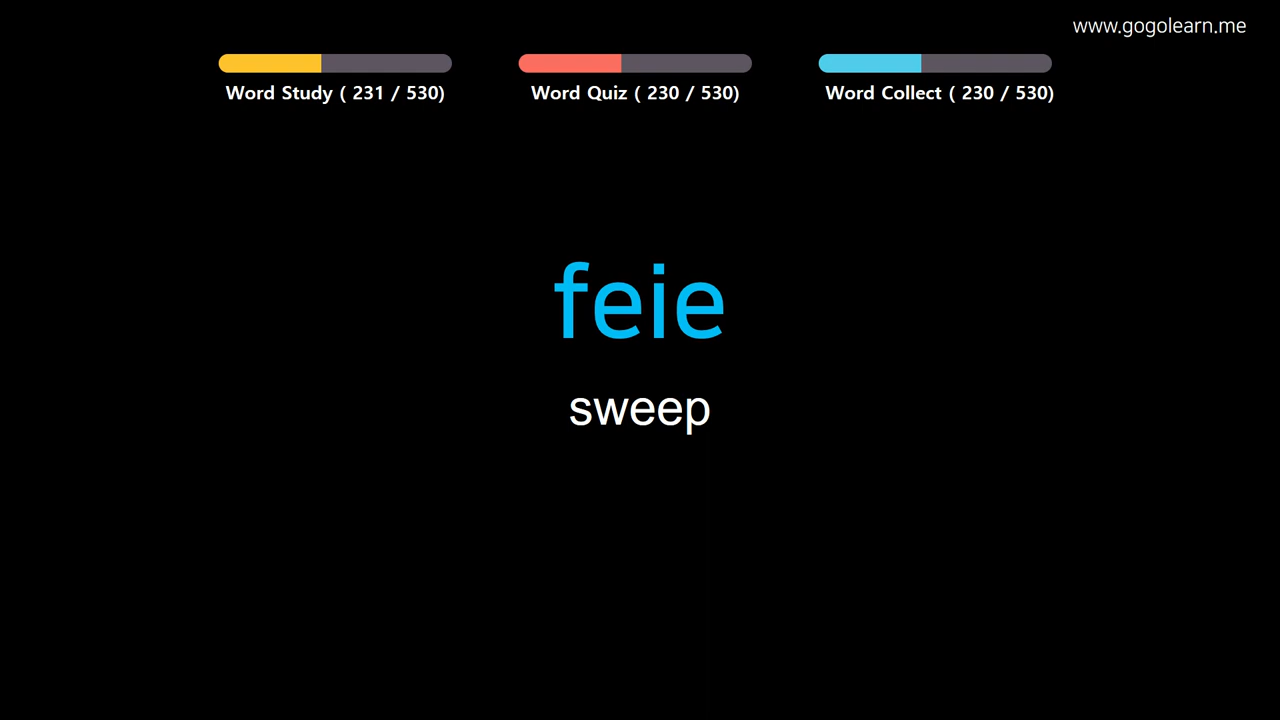 www.gogolearn.me
Word Study ( 231 / 530)
Word Quiz ( 230 / 530)
Word Collect ( 230 / 530)
feie
sweep